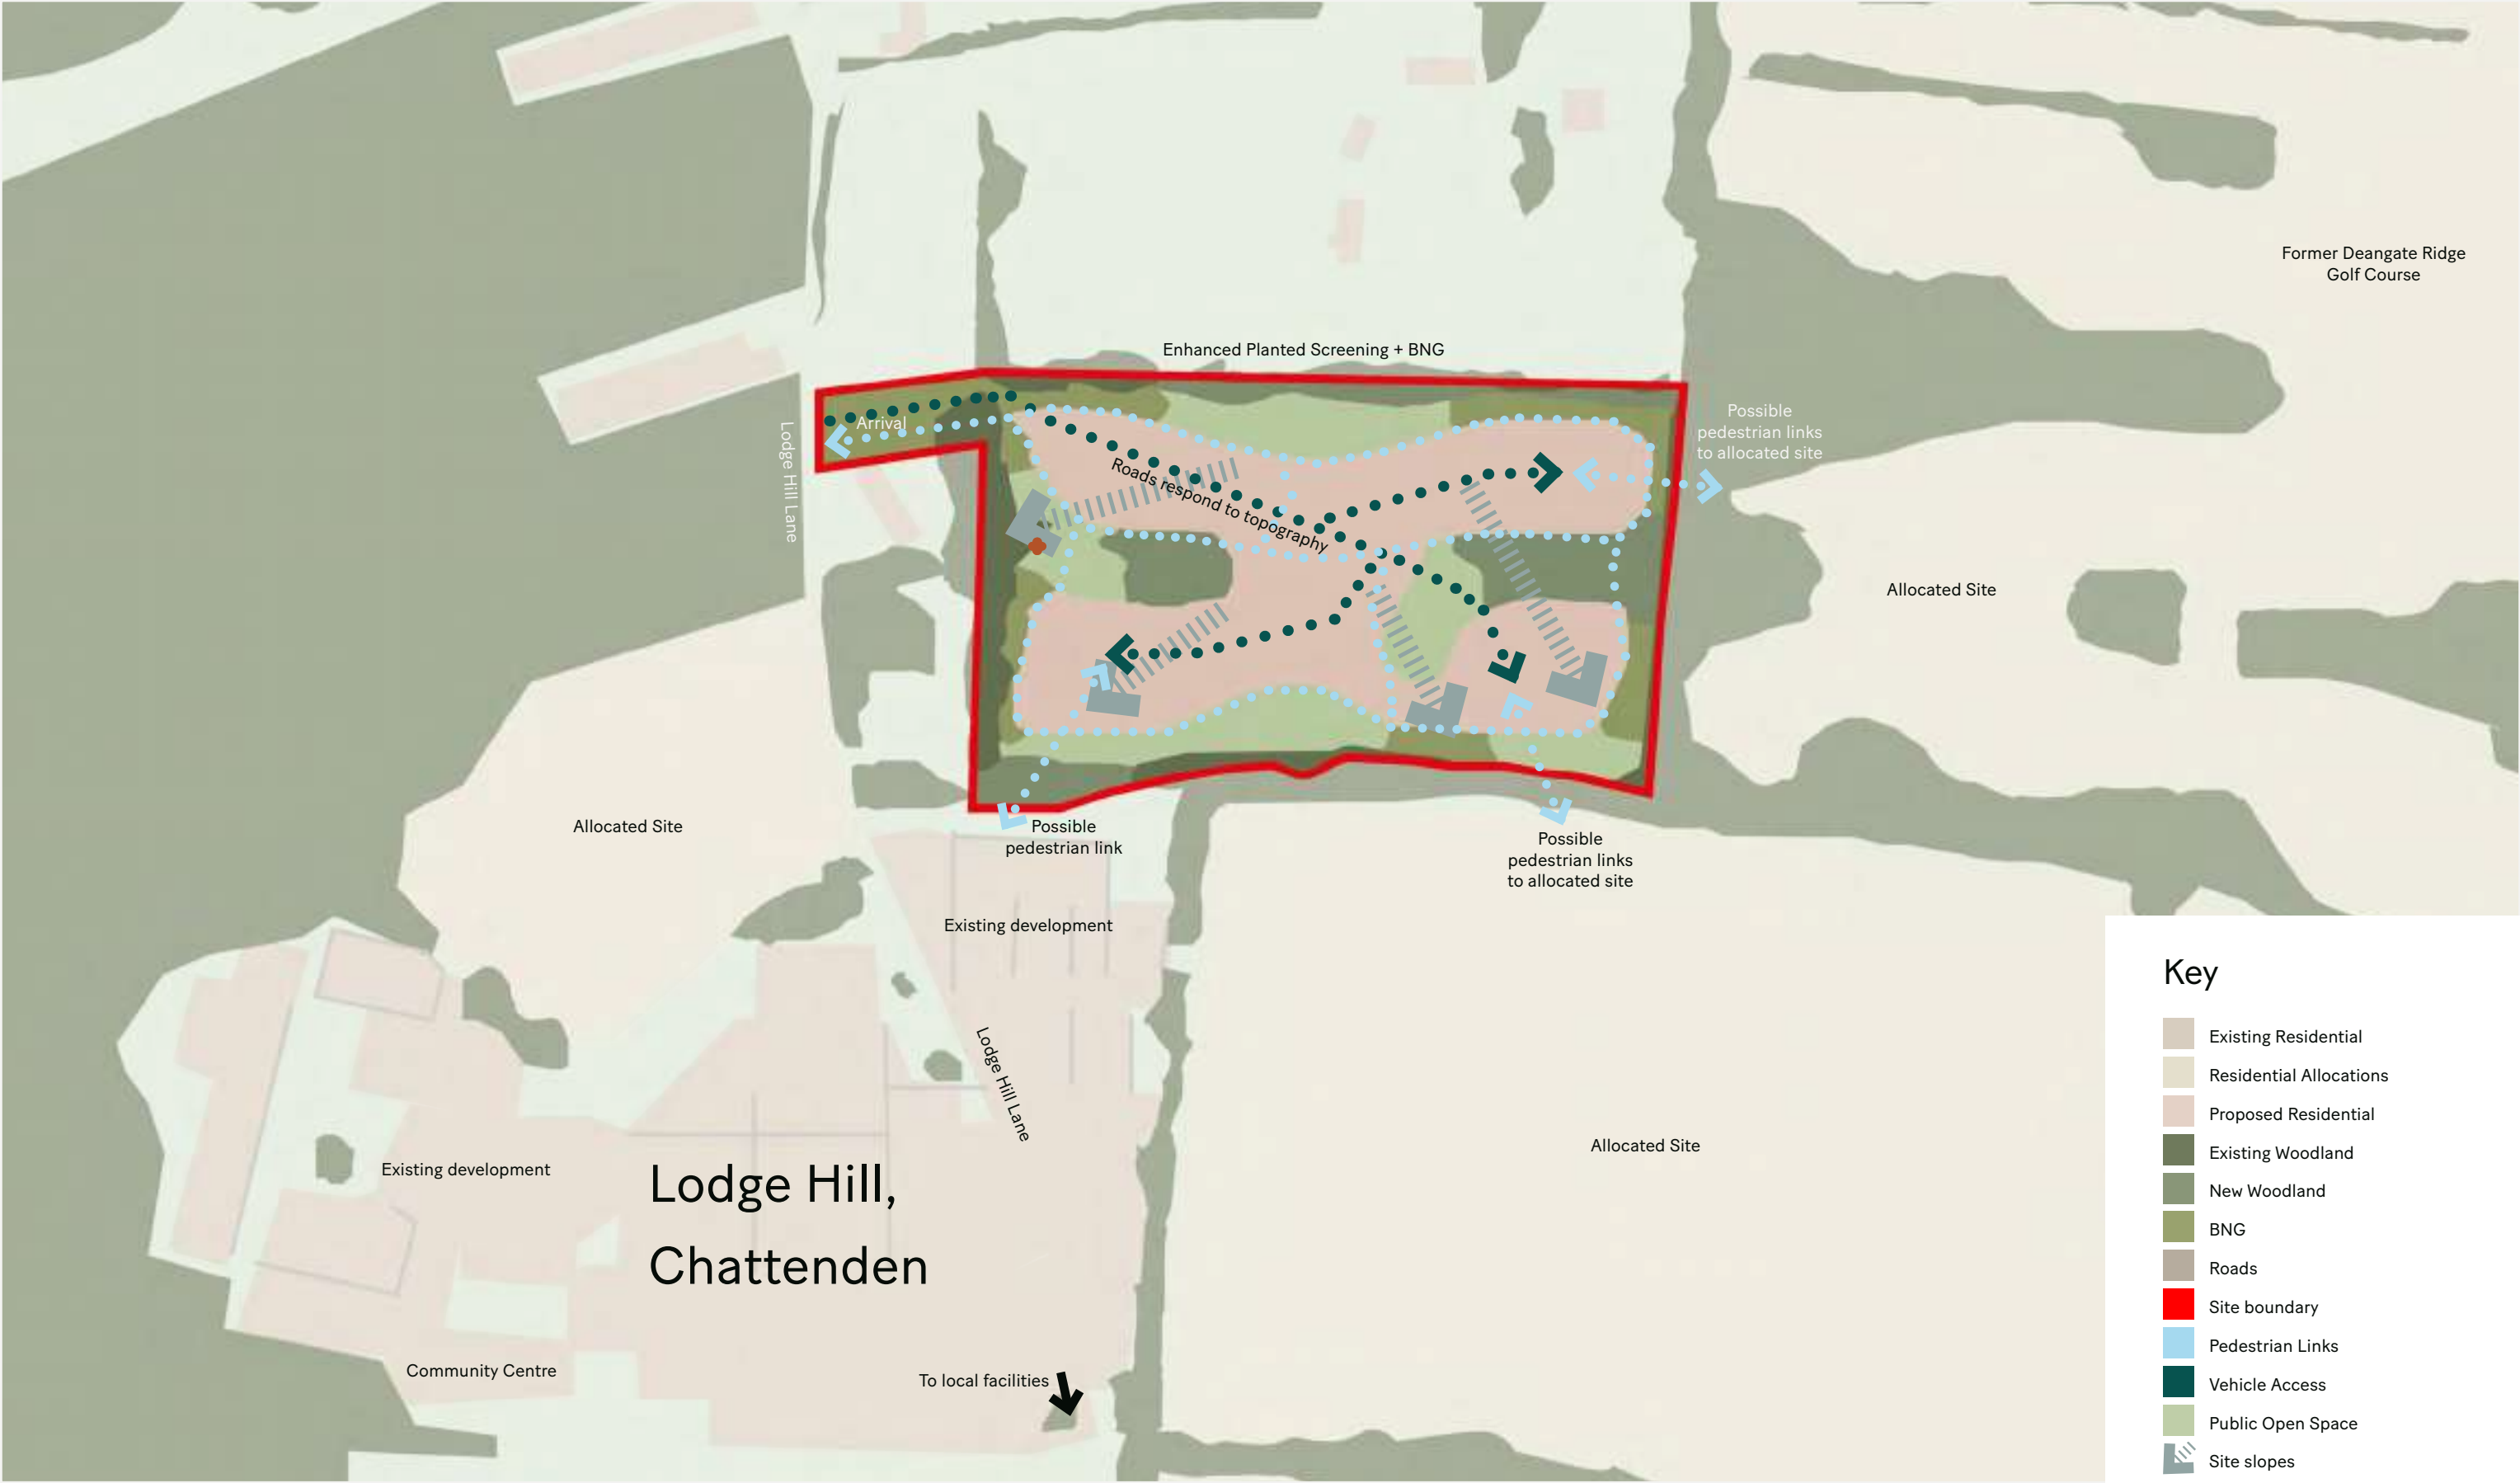 Former Deangate Ridge
Golf Course
Enhanced Planted Screening + BNG
Possible
pedestrian links
to allocated site
Arrival
Lodge Hill Lane
Roads respond to topography
Allocated Site
Allocated Site
Possible
pedestrian link
Possible
pedestrian links
to allocated site
Existing development
Lodge Hill Lane
Allocated Site
Existing development
Lodge Hill,
Chattenden
Community Centre
To local facilities
Key
Existing Residential
Residential Allocations
Proposed Residential
Existing Woodland
New Woodland
BNG
Roads
Site boundary
Pedestrian Links
Vehicle Access
Public Open Space
Site slopes